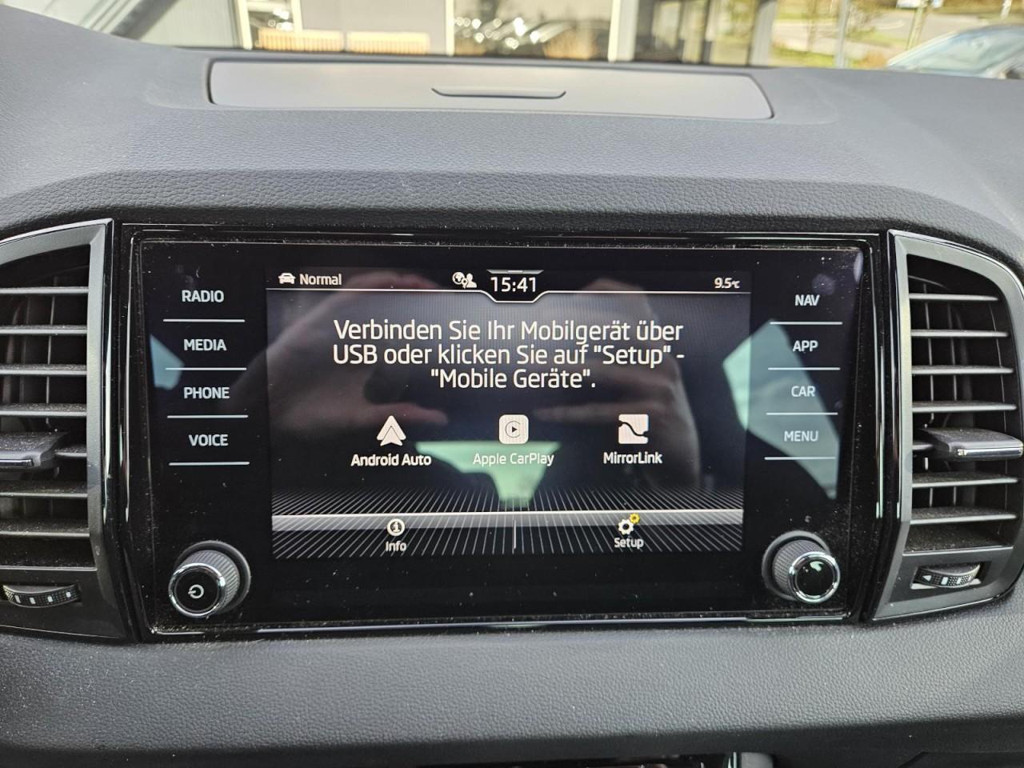 Normal
15:41
9.5°C
RADIO
MEDIA
PHONE
VOICE
Verbinden Sie Ihr Mobilgerät über
USB oder klicken Sie auf "Setup" -
"Mobile Geräte".
Android Auto
Apple CarPlay
MirrorLink
Info
Setup
NAV
APP
CAR
MENU